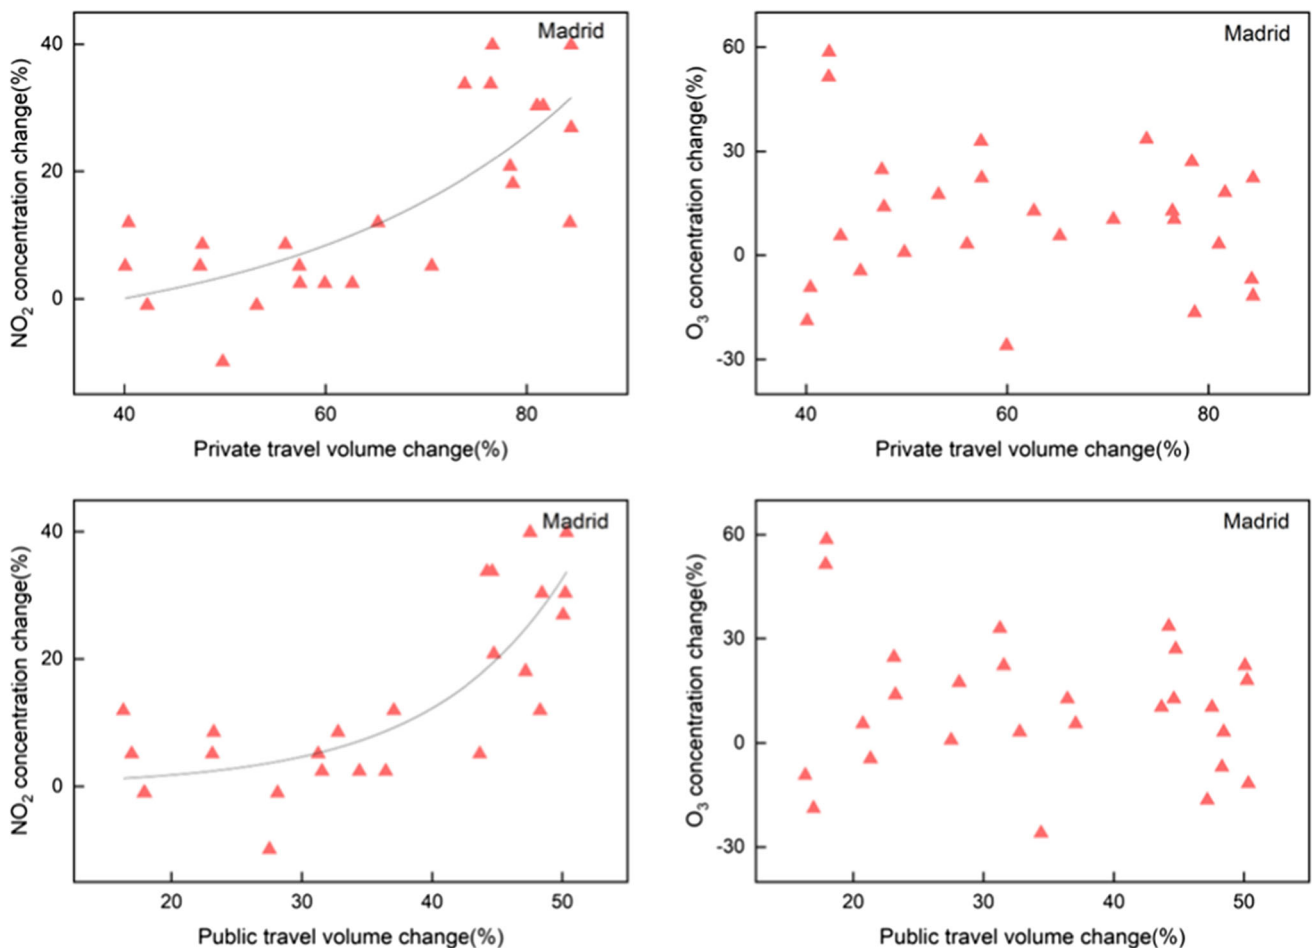 Madrid
40
20
0
40 60 80
NO₂ concentration change(%)
Private travel volume change(%)
Madrid
60
30
0
-30
40 60 80
O₃ concentration change(%)
Private travel volume change(%)
Madrid
40
20
0
20 30 40 50
NO₂ concentration change(%)
Public travel volume change(%)
Madrid
60
30
0
-30
20 30 40 50
O₃ concentration change(%)
Public travel volume change(%)